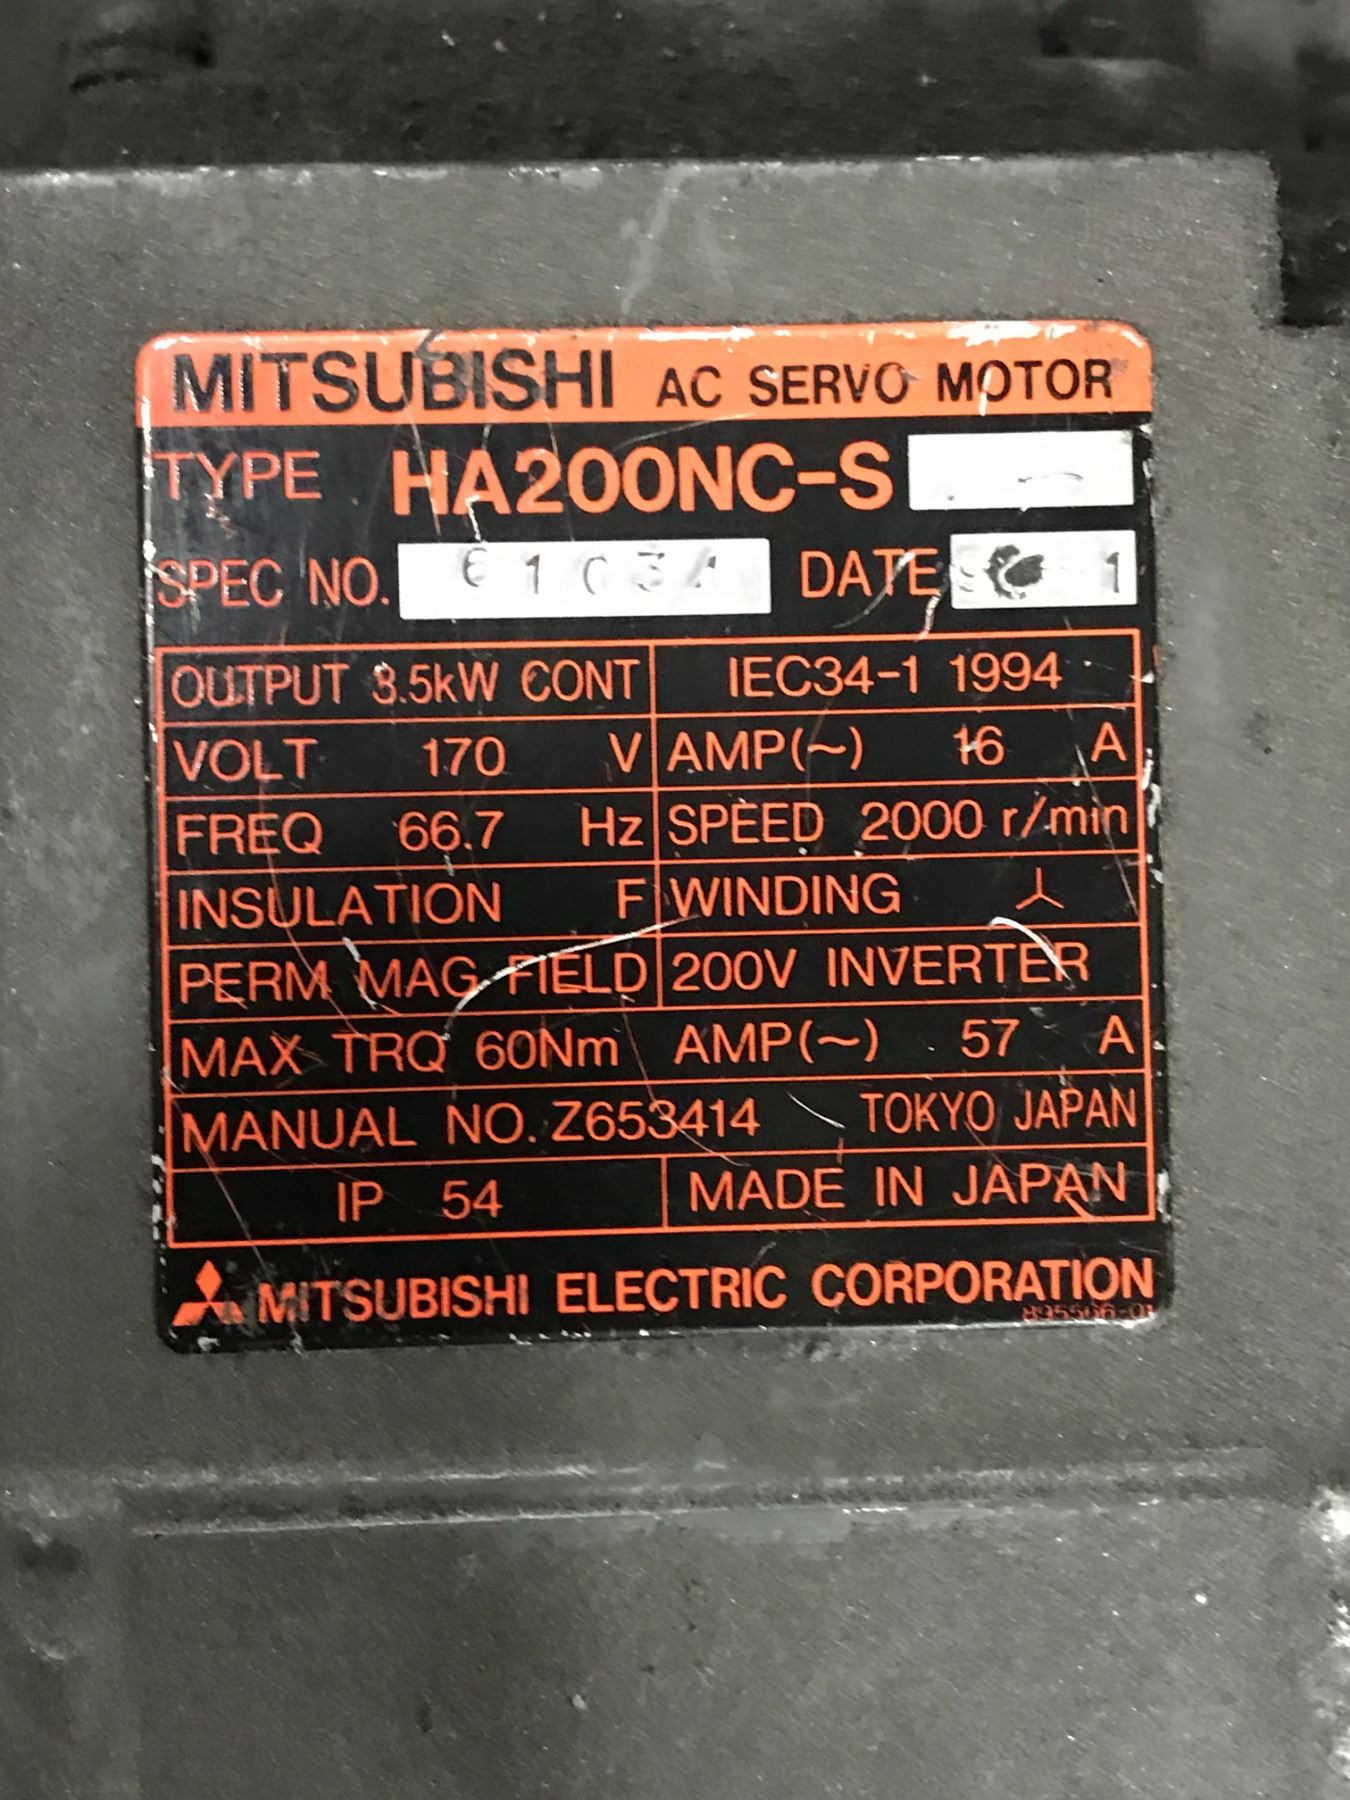 MITSUBISHI AC SERVO MOTOR
TYPE HA200NC-S
SPEC NO. DATE
OUTPUT 3.5kW CONT IEC34-1 1994
VOLT 170 V AMP(~) 16 A
FREQ 66.7 Hz SPEED 2000 r/min
INSULATION F WINDING
PERM MAG FIELD 200V INVERTER
MAX TRQ 60Nm AMP(~) 57 A
MANUAL NO. Z653414 TOKYO JAPAN
IP 54 MADE IN JAPAN
MITSUBISHI ELECTRIC CORPORATION